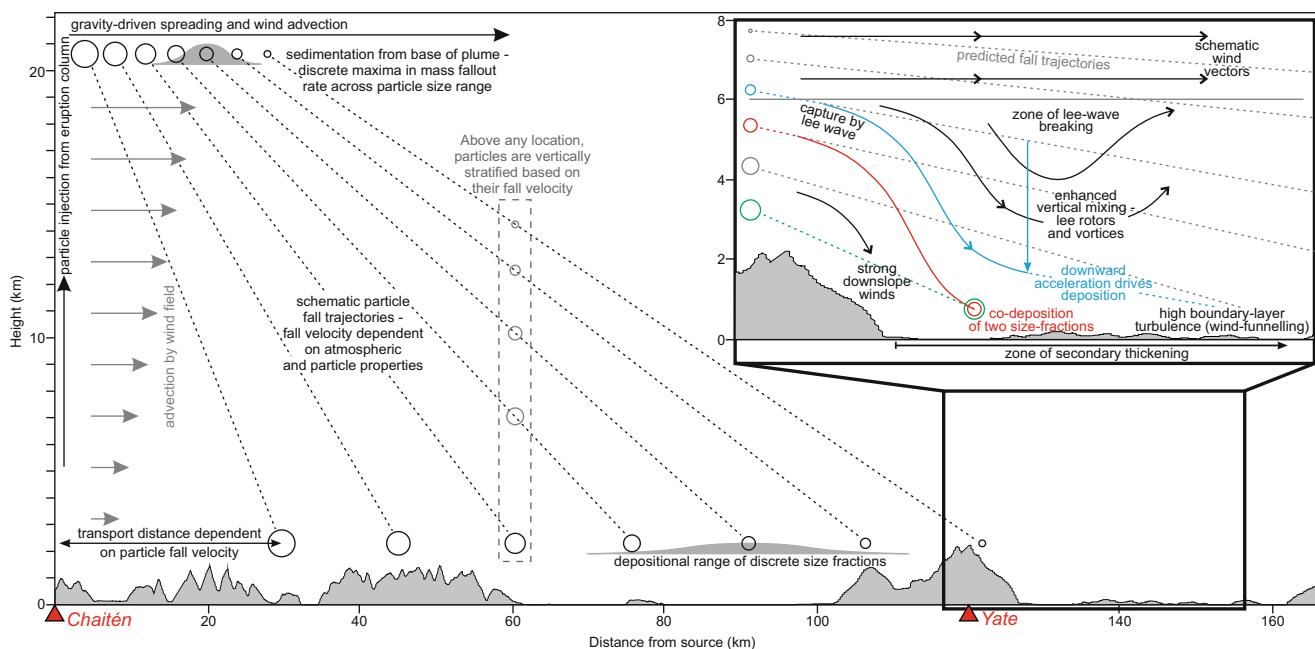 gravity-driven spreading and wind advection
sedimentation from base of plume -
discrete maxima in mass fallout
rate across particle size range
particle injection from eruption column
advection by wind field
Above any location,
particles are vertically
stratified based on
their fall velocity
schematic particle
fall trajectories -
fall velocity dependent
on atmospheric
and particle properties
transport distance dependent
on particle fall velocity
depositional range of discrete size fractions
Height (km)
20
10
0
Chaitén
20
40
60
80
100
Yate
140
160
Distance from source (km)
8
6
4
2
0
predicted fall trajectories
schematic
wind
vectors
capture by
lee wave
zone of lee-wave
breaking
enhanced
vertical mixing -
lee rotors
and vortices
strong
downslope
winds
downward
acceleration drives
deposition
co-deposition
of two size-fractions
high boundary-layer
turbulence (wind-funnelling)
zone of secondary thickening